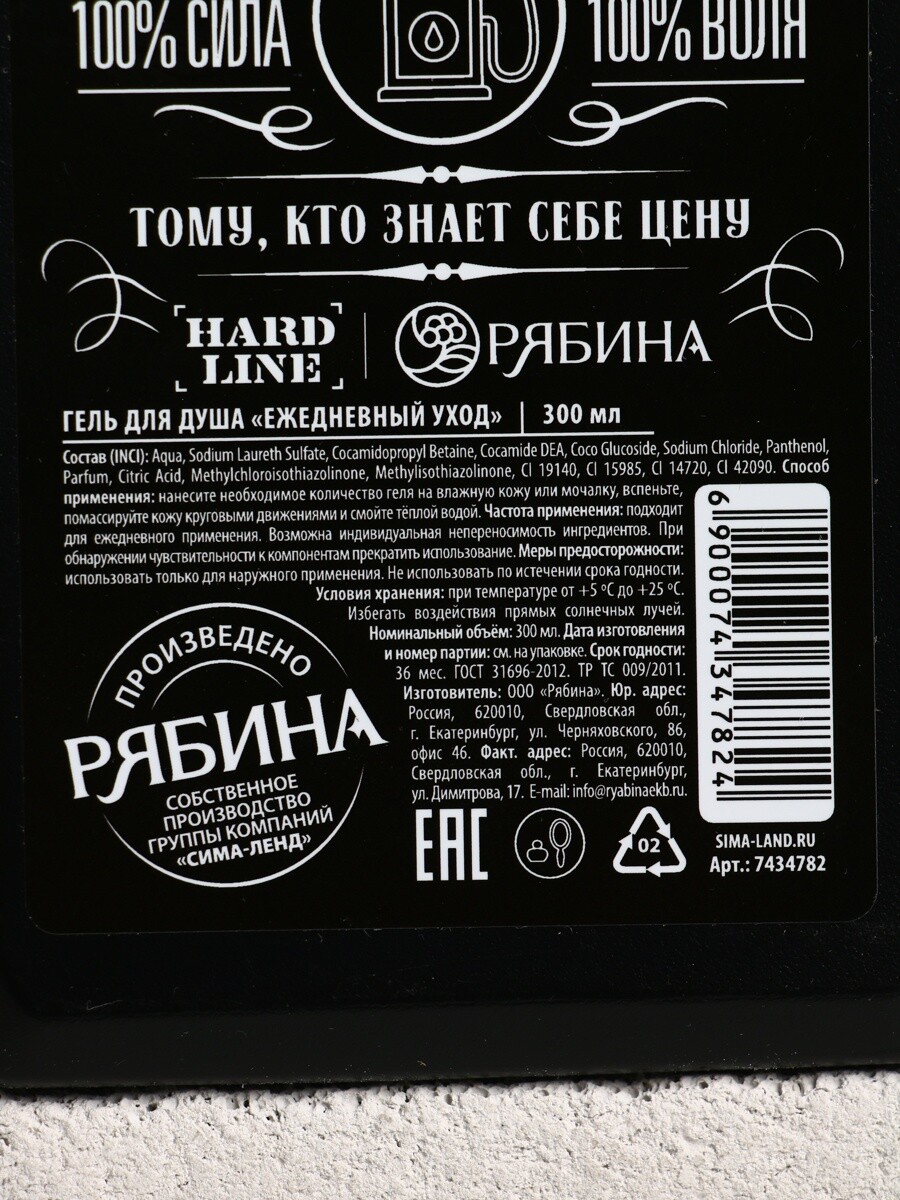 100% СИЛА
100% ВОЛЯ
ТОМУ, КТО ЗНАЕТ СЕБЕ ЦЕНУ
HARD
LINE
РЯБИНА
ГЕЛЬ ДЛЯ ДУША «ЕЖЕДНЕВНЫЙ УХОД» | 300 мл
Состав (INCI): Aqua, Sodium Laureth Sulfate, Cocamidopropyl Betaine, Cocamide DEA, Coco Glucoside, Sodium Chloride, Panthenol,
Parfum, Citric Acid, Methylchloroisothiazolinone, Methylisothiazolinone, CI 19140, CI 15985, CI 14720, CI 42090. Способ
применения: нанесите необходимое количество геля на влажную кожу или мочалку, вспеньте,
помассируйте кожу круговыми движениями и смойте тёплой водой. Частота применения: подходит
для ежедневного применения. Возможна индивидуальная непереносимость ингредиентов. При
обнаружении чувствительности к компонентам прекратить использование. Меры предосторожности:
использовать только для наружного применения. Не использовать по истечении срока годности.
Условия хранения: при температуре от +5 °C до +25 °C.
Избегать воздействия прямых солнечных лучей.
Номинальный объём: 300 мл. Дата изготовления
и номер партии: см. на упаковке. Срок годности:
36 мес. ГОСТ 31696-2012. ТР ТС 009/2011.
Изготовитель: ООО «Рябина». Юр. адрес:
Россия, 620010, Свердловская обл.,
г. Екатеринбург, ул. Черняховского, 86,
офис 46. Факт. адрес: Россия, 620010,
Свердловская обл., г. Екатеринбург,
ул. Димитрова, 17. E-mail: info@ryabinaekb.ru.
6 900074 347824
ПРОИЗВЕДЕНО
РЯБИНА
СОБСТВЕННОЕ
ПРОИЗВОДСТВО
ГРУППЫ КОМПАНИЙ
«СИМА-ЛЕНД»
EAC
02
SIMA-LAND.RU
Арт.: 7434782